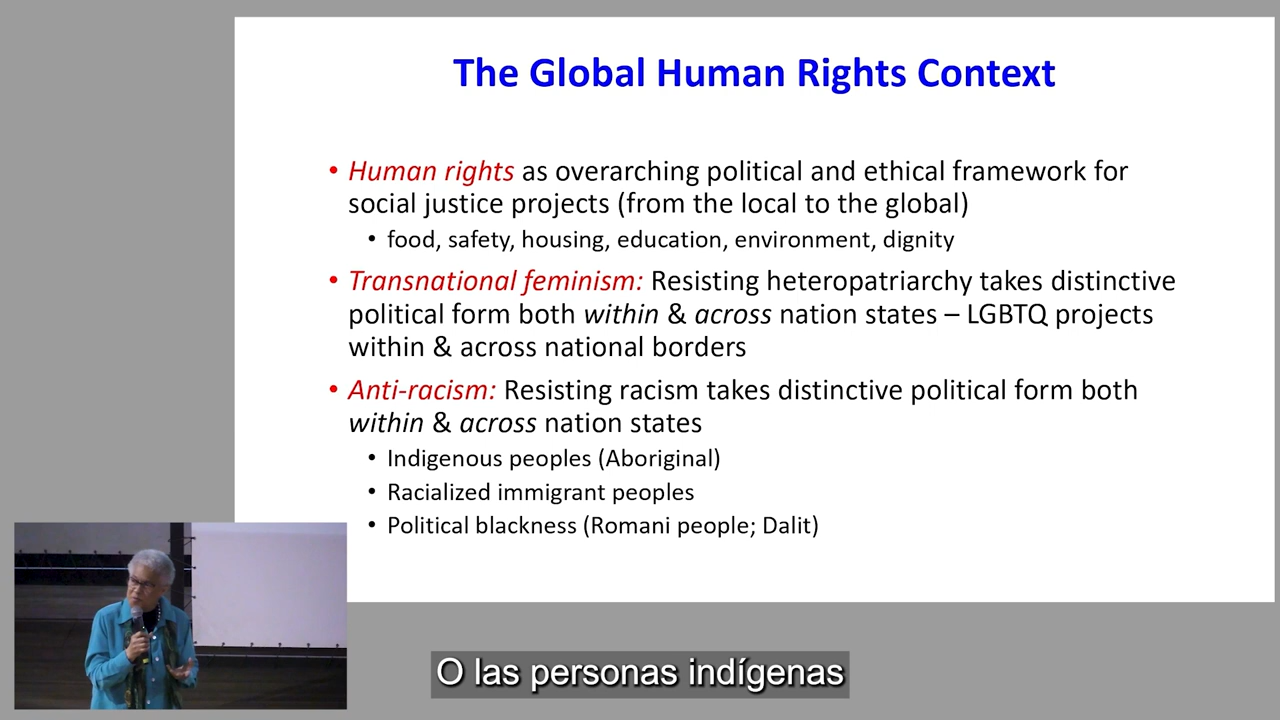 The Global Human Rights Context
• Human rights as overarching political and ethical framework for
social justice projects (from the local to the global)
• food, safety, housing, education, environment, dignity
• Transnational feminism: Resisting heteropatriarchy takes distinctive
political form both within & across nation states – LGBTQ projects
within & across national borders
• Anti-racism: Resisting racism takes distinctive political form both
within & across nation states
• Indigenous peoples (Aboriginal)
• Racialized immigrant peoples
• Political blackness (Romani people; Dalit)
O las personas indígenas